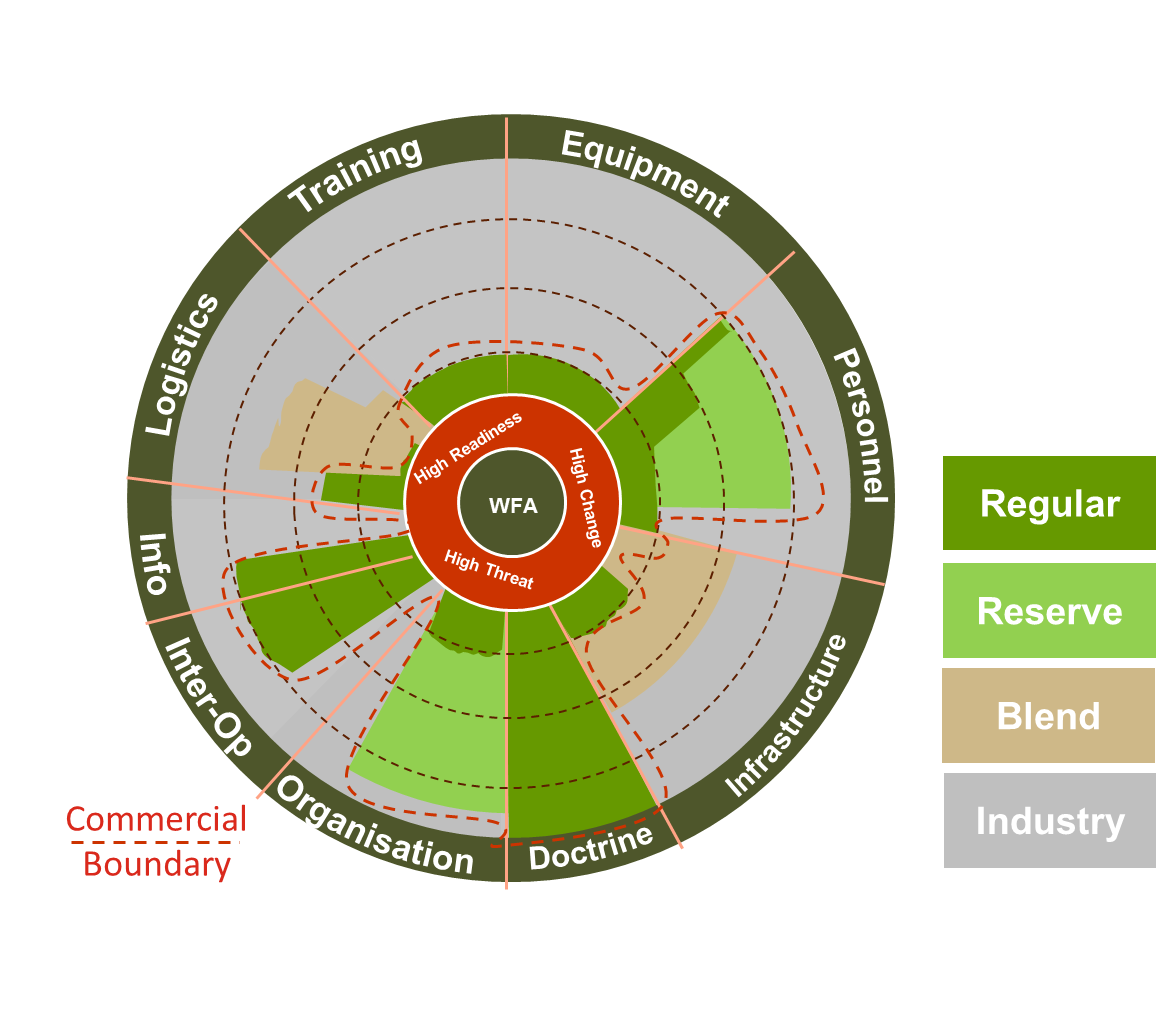 Training
Equipment
Logistics
Personnel
High Readiness
High Change
WFA
High Threat
Info
Inter-Op
Organisation
Doctrine
Infrastructure
Commercial
Boundary
Regular
Reserve
Blend
Industry